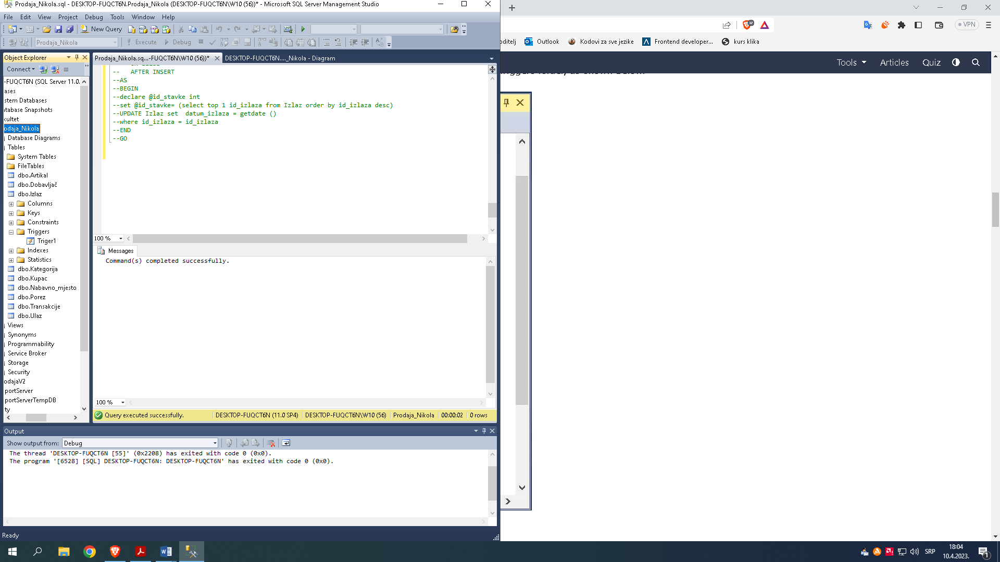 Prodaja_Nikola.sql - DESKTOP-FUQCT6N.Prodaja_Nikola (DESKTOP-FUQCT6N\W10 (56))* - Microsoft SQL Server Management Studio
File Edit View Project Debug Tools Window Help
New Query
Prodaja_Nikola Execute Debug
Object Explorer
Connect
-FUQCT6N (SQL Server 11.0.
ases
stem Databases
atabase Snapshots
kultet
odaja_Nikola
Database Diagrams
Tables
System Tables
FileTables
dbo.Artikal
dbo.Dobavljač
dbo.Izlaz
Columns
Keys
Constraints
Triggers
Triger1
Indexes
Statistics
dbo.Kategorija
dbo.Kupac
dbo.Nabavno_mjesto
dbo.Porez
dbo.Transakcije
dbo.Ulaz
Views
Synonyms
Programmability
Service Broker
Storage
Security
odajaV2
portServer
portServerTempDB
ty
Prodaja_Nikola.sq...-FUQCT6N\W10 (56))* DESKTOP-FUQCT6N...._Nikola - Diagram
-- AFTER INSERT
--AS
--BEGIN
--declare @id_stavke int
--set @id_stavke= (select top 1 id_izlaza from Izlaz order by id_izlaza desc)
--UPDATE Izlaz set  datum_izlaza = getdate ()
--where id_izlaza = id_izlaza
--END
--GO
100 %
Messages
Command(s) completed successfully.
100 %
Query executed successfully. DESKTOP-FUQCT6N (11.0 SP4) DESKTOP-FUQCT6N\W10 (56) Prodaja_Nikola 00:00:02 0 rows
Output
Show output from: Debug
The thread 'DESKTOP-FUQCT6N [55]' (0x2208) has exited with code 0 (0x0).
The program '[6528] [SQL] DESKTOP-FUQCT6N: DESKTOP-FUQCT6N' has exited with code 0 (0x0).
Ready
VPN
oditelj Outlook Kodovi za sve jezike Frontend developer... kurs klika
Tools Articles Quiz
SRP
18:04
10.4.2023.
1